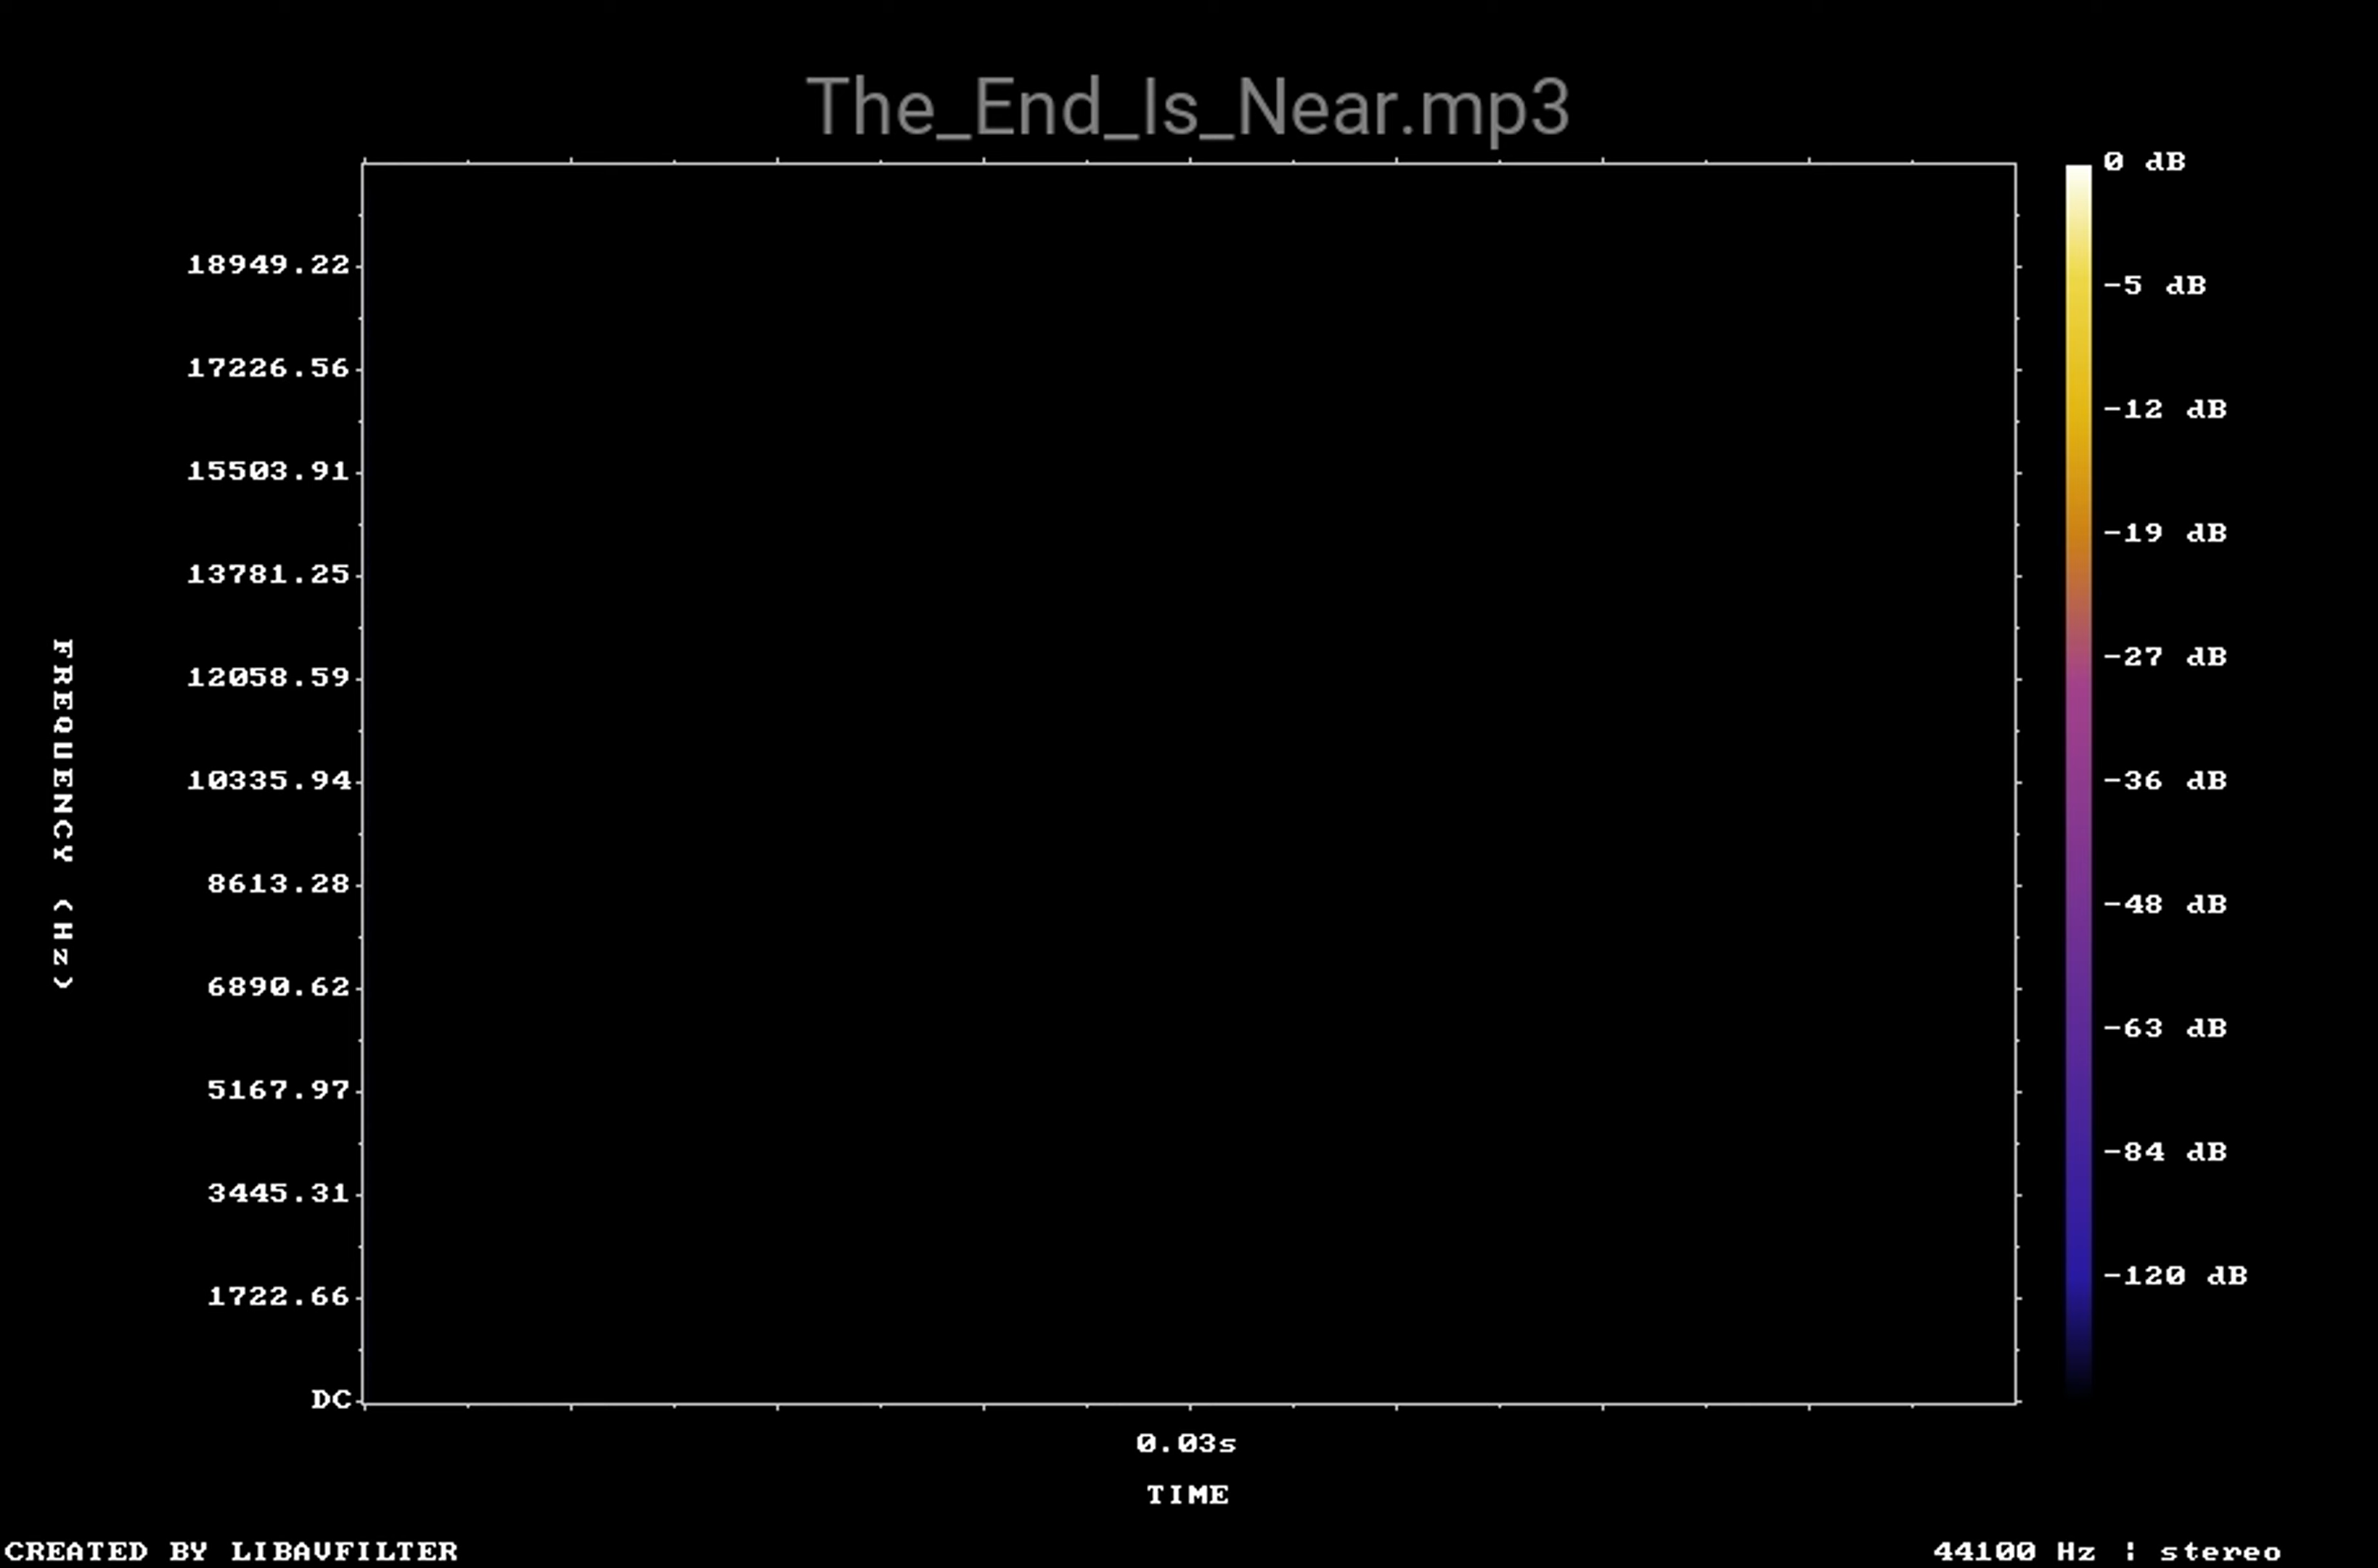 The_End_Is_Near.mp3
0 dB
-5 dB
-12 dB
-19 dB
-27 dB
-36 dB
-48 dB
-63 dB
-84 dB
-120 dB
18949.22
17226.56
15503.91
13781.25
12058.59
10335.94
8613.28
6890.62
5167.97
3445.31
1722.66
DC
FREQUENCY (Hz)
0.03s
TIME
CREATED BY LIBAVFILTER
44100 Hz | stereo